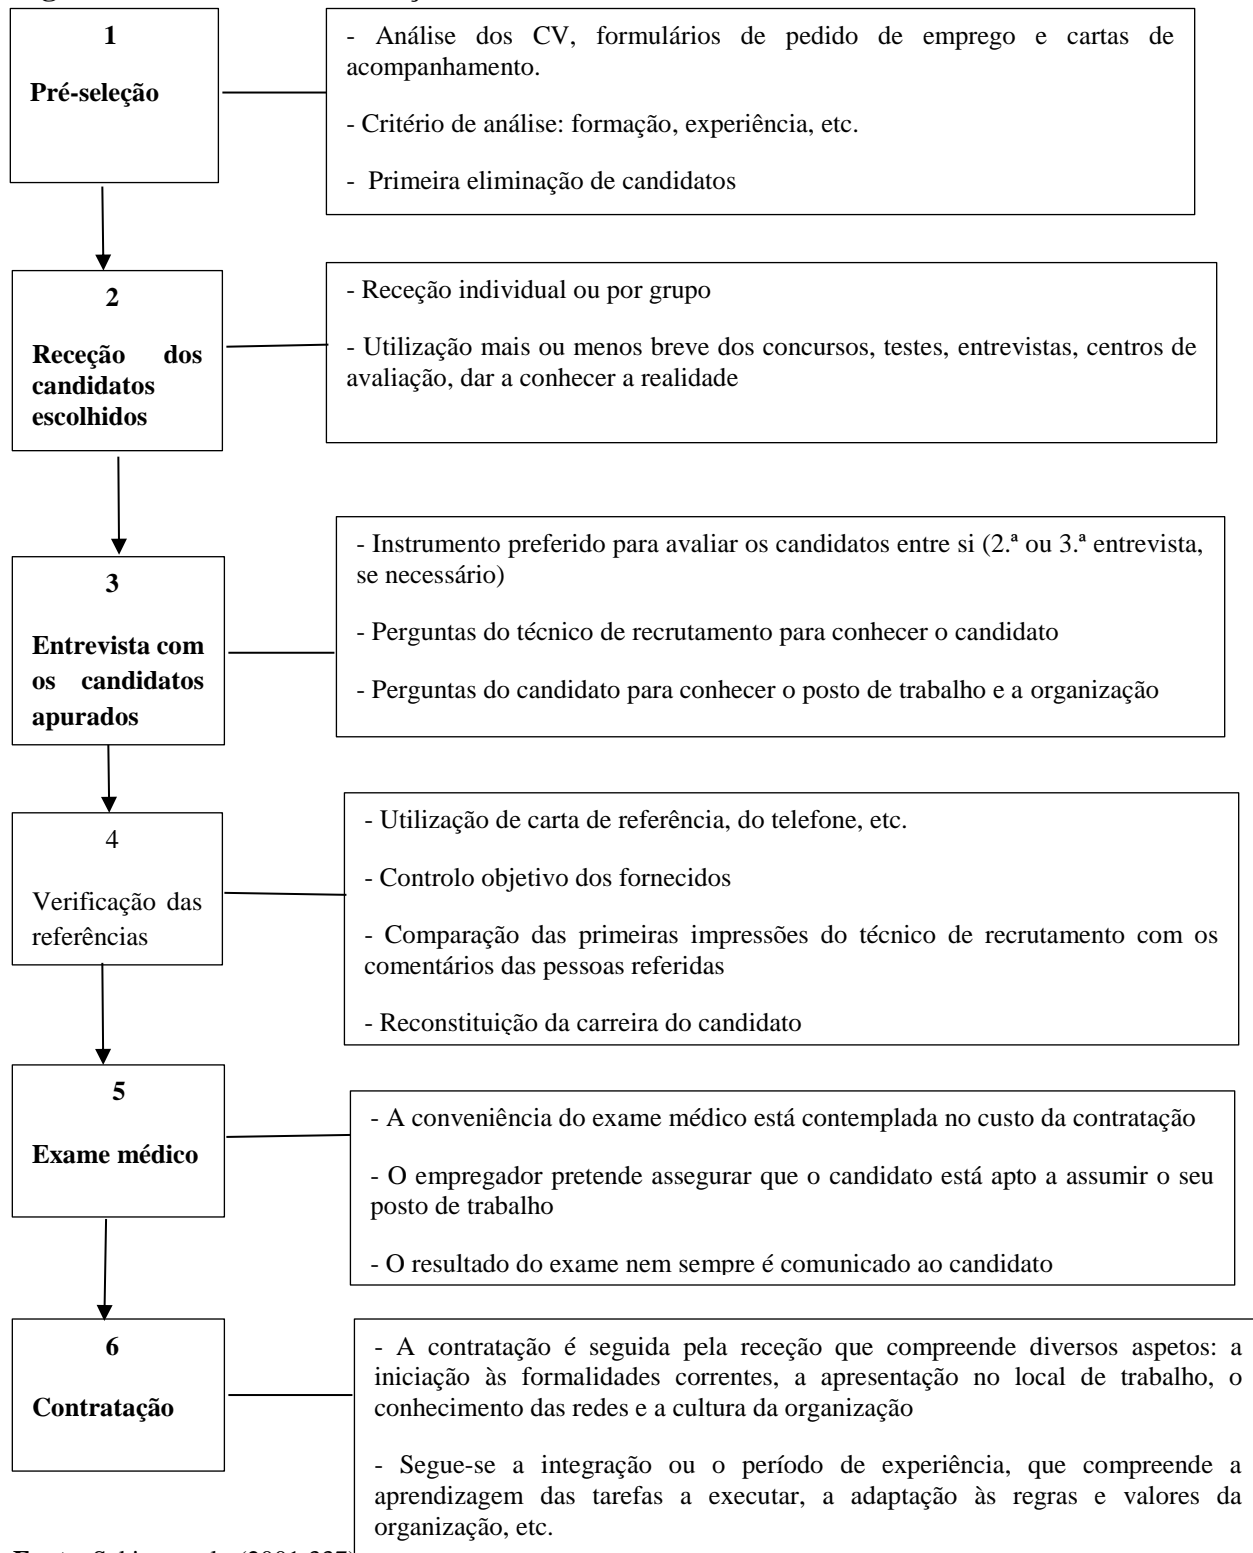 1
Pré-seleção
- Análise dos CV, formulários de pedido de emprego e cartas de
acompanhamento.
- Critério de análise: formação, experiência, etc.
- Primeira eliminação de candidatos
2
Receção dos
candidatos
escolhidos
- Receção individual ou por grupo
- Utilização mais ou menos breve dos concursos, testes, entrevistas, centros de
avaliação, dar a conhecer a realidade
3
Entrevista com
os candidatos
apurados
- Instrumento preferido para avaliar os candidatos entre si (2.ª ou 3.ª entrevista,
se necessário)
- Perguntas do técnico de recrutamento para conhecer o candidato
- Perguntas do candidato para conhecer o posto de trabalho e a organização
4
Verificação das
referências
- Utilização de carta de referência, do telefone, etc.
- Controlo objetivo dos fornecidos
- Comparação das primeiras impressões do técnico de recrutamento com os
comentários das pessoas referidas
- Reconstituição da carreira do candidato
5
Exame médico
- A conveniência do exame médico está contemplada no custo da contratação
- O empregador pretende assegurar que o candidato está apto a assumir o seu
posto de trabalho
- O resultado do exame nem sempre é comunicado ao candidato
6
Contratação
- A contratação é seguida pela receção que compreende diversos aspetos: a
iniciação às formalidades correntes, a apresentação no local de trabalho, o
conhecimento das redes e a cultura da organização
- Segue-se a integração ou o período de experiência, que compreende a
aprendizagem das tarefas a executar, a adaptação às regras e valores da
organização, etc.